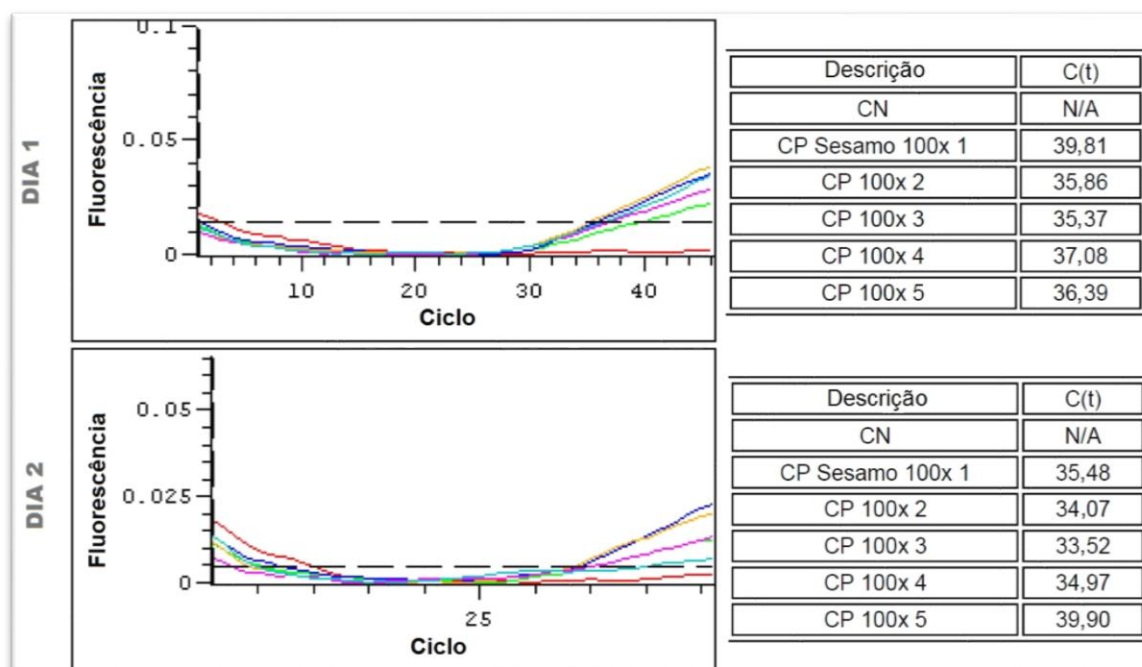 DIA 1
Fluorescência
0.1
0.05
0
10 20 30 40
Ciclo
Descrição C(t)
CN N/A
CP Sesamo 100x 1 39,81
CP 100x 2 35,86
CP 100x 3 35,37
CP 100x 4 37,08
CP 100x 5 36,39
DIA 2
Fluorescência
0.05
0.025
0
25
Ciclo
Descrição C(t)
CN N/A
CP Sesamo 100x 1 35,48
CP 100x 2 34,07
CP 100x 3 33,52
CP 100x 4 34,97
CP 100x 5 39,90